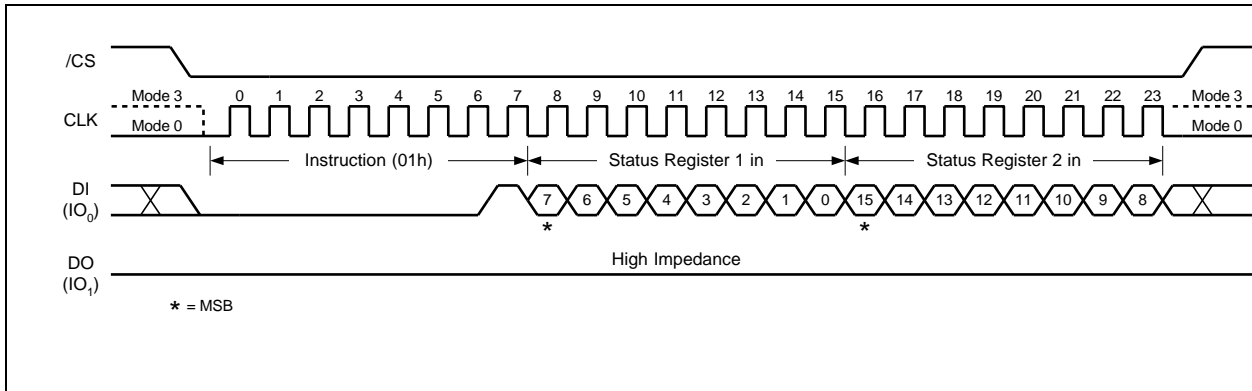 /CS
Mode 3 0 1 2 3 4 5 6 7 8 9 10 11 12 13 14 15 16 17 18 19 20 21 22 23 Mode 3
CLK
Mode 0 Mode 0
Instruction (01h) Status Register 1 in Status Register 2 in
DI
(IO0) 7 6 5 4 3 2 1 0 15 14 13 12 11 10 9 8
* *
High Impedance
DO
(IO1)
* = MSB